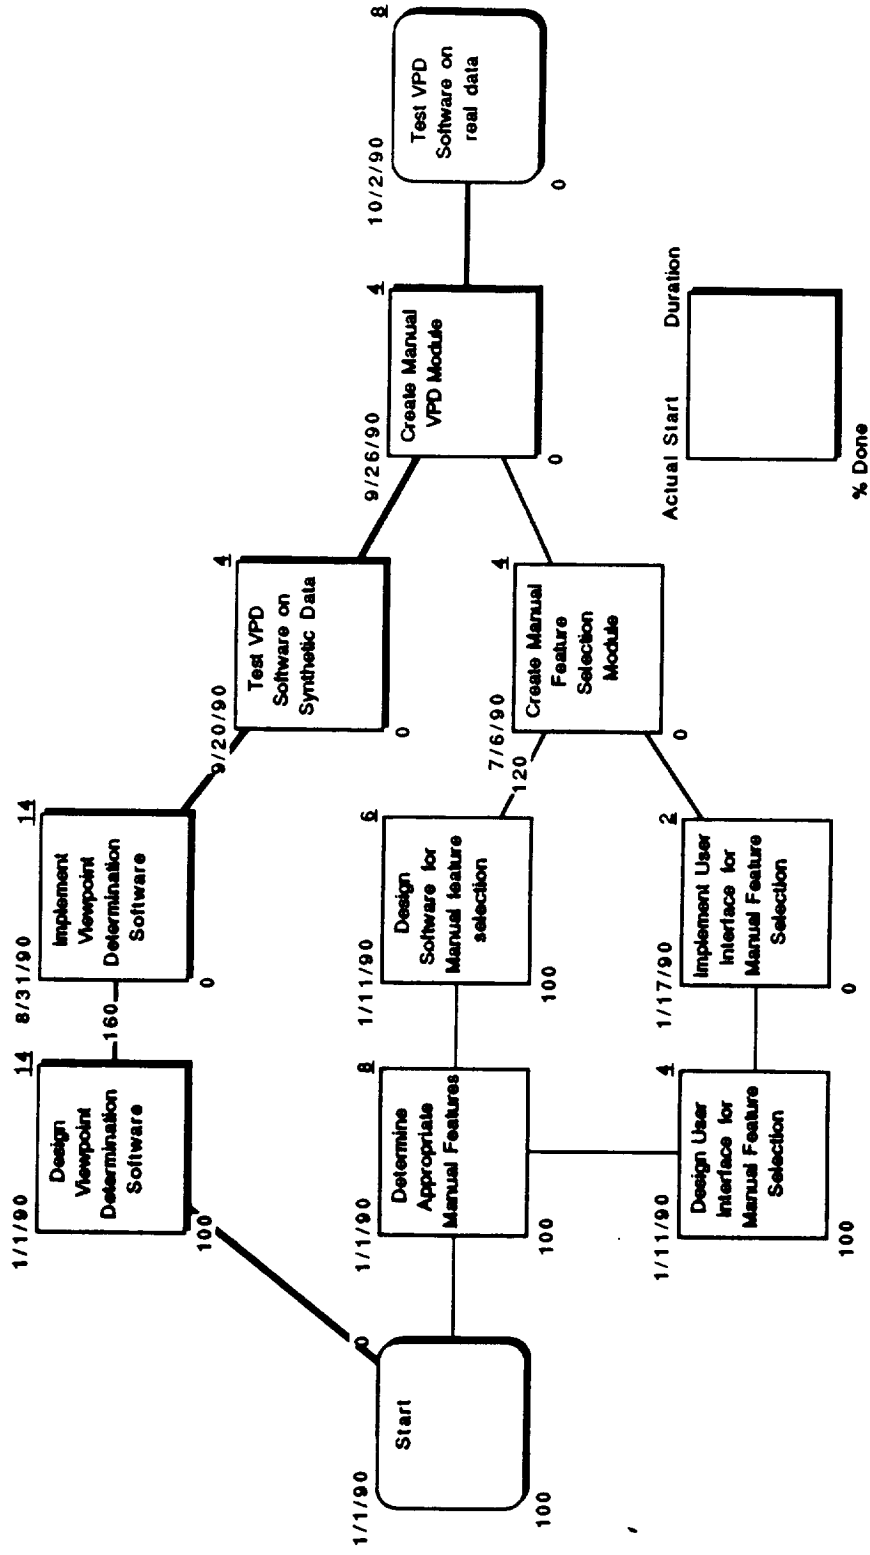 1/1/90
0
Start
100
1/1/90
14
Design
Viewpoint
Determination
Software
100
160
8/31/90
14
Implement
Viewpoint
Determination
Software
0
9/20/90
4
Test VPD
Software on
Synthetic Data
0
1/1/90
8
Determine
Appropriate
Manual Features
100
1/11/90
6
Design
Software for
Manual feature
selection
100
120
1/11/90
4
Design User
Interface for
Manual Feature
Selection
100
1/17/90
2
Implement User
Interface for
Manual Feature
Selection
0
7/6/90
4
Create Manual
Feature
Selection
Module
0
9/26/90
4
Create Manual
VPD Module
0
10/2/90
8
Test VPD
Software on
real data
0
Actual Start Duration
% Done